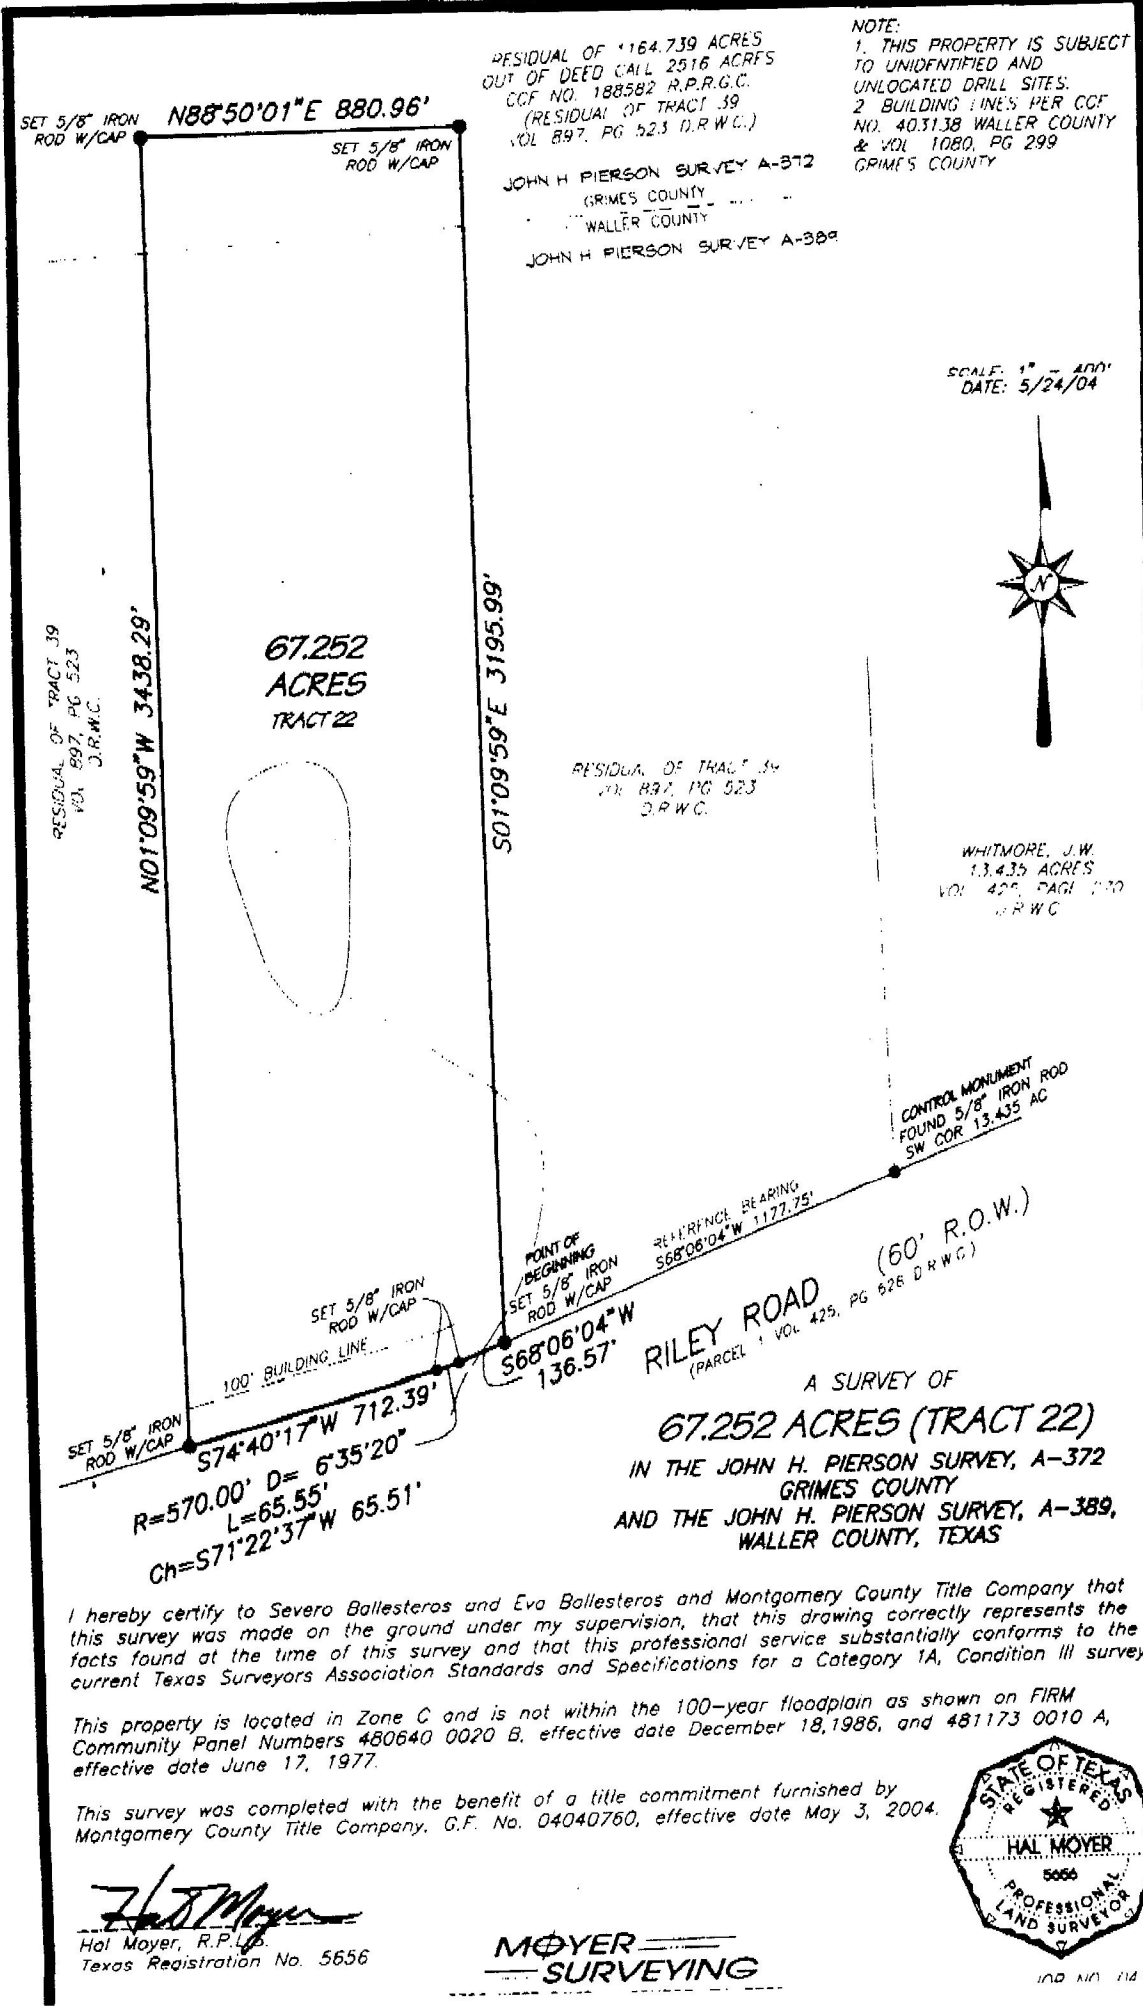 RESIDUAL OF 164.739 ACRES
OUT OF DEED CALL 2516 ACRES
CCF NO. 188582 R.P.R.G.C.
(RESIDUAL OF TRACT 39
VOL 897, PG 523 D.R.W.C.)
NOTE:
1. THIS PROPERTY IS SUBJECT
TO UNIDENTIFIED AND
UNLOCATED DRILL SITES.
2 BUILDING LINES PER CCF
NO. 403138 WALLER COUNTY
& VOL 1080, PG 299
GRIMES COUNTY
SET 5/8" IRON
ROD W/CAP
N88°50'01"E 880.96'
SET 5/8" IRON
ROD W/CAP
JOHN H PIERSON SURVEY A-372
GRIMES COUNTY
WALLER COUNTY
JOHN H PIERSON SURVEY A-389
SCALE: 1" = 400'
DATE: 5/24/04
N
RESIDUAL OF TRACT 39
VOL 897, PG 523
D.R.W.C.
N01°09'59"W 3438.29'
67.252
ACRES
TRACT 22
S01°09'59"E 3195.99'
RESIDUAL OF TRACT 39
VOL 897, PG 523
D.R.W.C.
WHITMORE, J.W.
13.435 ACRES
VOL 425, PAGE
D.R.W.C
CONTROL MONUMENT
FOUND 5/8" IRON ROD
SW COR 13.435 AC
REFERENCE BEARING
S68°06'04"W 1177.75'
POINT OF
BEGINNING
SET 5/8" IRON
ROD W/CAP
SET 5/8" IRON
ROD W/CAP
100' BUILDING LINE
S68°06'04"W
136.57'
RILEY ROAD (60' R.O.W.)
(PARCEL 1 VOL 425, PG 626 D.R.W.C)
SET 5/8" IRON
ROD W/CAP
S74°40'17"W 712.39'
R=570.00' D= 6°35'20"
L=65.55'
Ch=S71°22'37"W 65.51'
A SURVEY OF
67.252 ACRES (TRACT 22)
IN THE JOHN H. PIERSON SURVEY, A-372
GRIMES COUNTY
AND THE JOHN H. PIERSON SURVEY, A-389,
WALLER COUNTY, TEXAS
I hereby certify to Severo Ballesteros and Eva Ballesteros and Montgomery County Title Company that
this survey was made on the ground under my supervision, that this drawing correctly represents the
facts found at the time of this survey and that this professional service substantially conforms to the
current Texas Surveyors Association Standards and Specifications for a Category 1A, Condition III survey
This property is located in Zone C and is not within the 100-year floodplain as shown on FIRM
Community Panel Numbers 480640 0020 B, effective date December 18,1986, and 481173 0010 A,
effective date June 17, 1977.
This survey was completed with the benefit of a title commitment furnished by
Montgomery County Title Company, G.F. No. 04040760, effective date May 3, 2004.
Hal Moyer
Hal Moyer, R.P.L.S.
Texas Registration No. 5656
MOYER
SURVEYING
STATE OF TEXAS
REGISTERED
HAL MOYER
5656
PROFESSIONAL
LAND SURVEYOR
JOB NO. 04